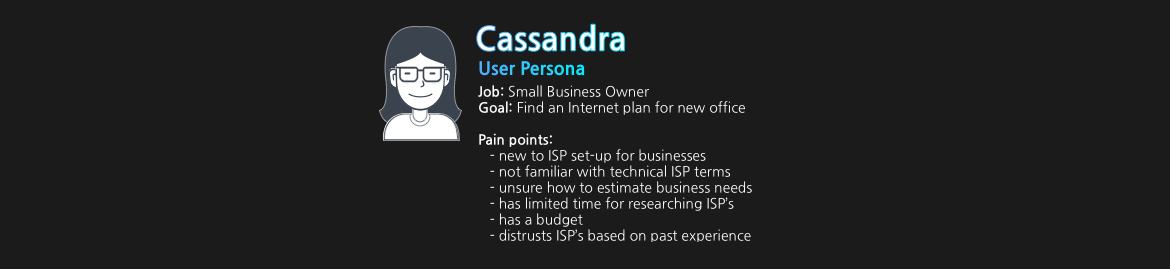 Cassandra
User Persona
Job: Small Business Owner
Goal: Find an Internet plan for new office
Pain points:
- new to ISP set-up for businesses
- not familiar with technical ISP terms
- unsure how to estimate business needs
- has limited time for researching ISP's
- has a budget
- distrusts ISP's based on past experience